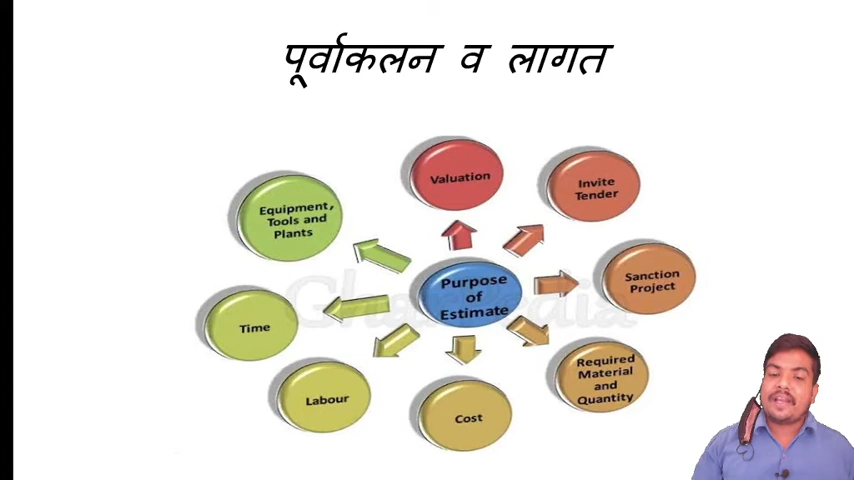 पूर्वाकलन व लागत
Valuation
Invite
Tender
Equipment,
Tools and
Plants
Purpose
of
Estimate
Sanction
Project
Time
Required
Material
and
Quantity
Labour
Cost